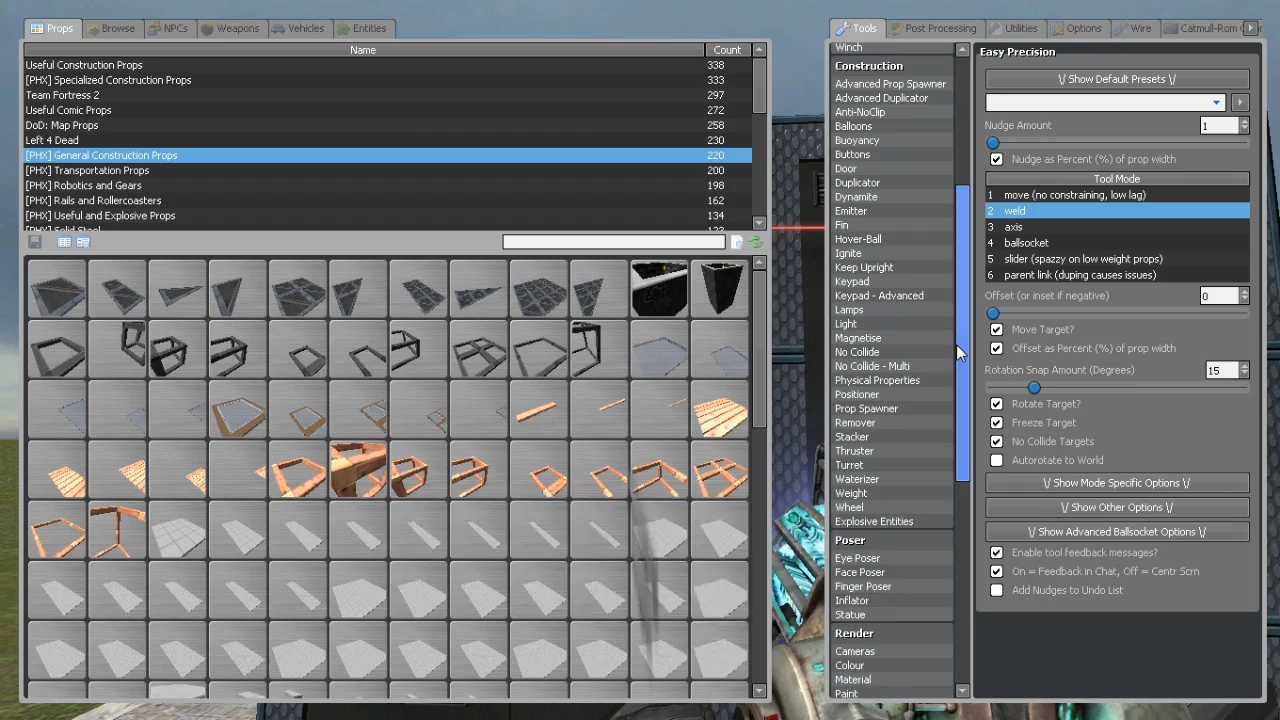 Props Browse NPCs Weapons Vehicles Entities
Name Count
Useful Construction Props 338
[PHX] Specialized Construction Props 333
Team Fortress 2 297
Useful Comic Props 272
DoD: Map Props 258
Left 4 Dead 230
[PHX] General Construction Props 220
[PHX] Transportation Props 200
[PHX] Robotics and Gears 198
[PHX] Rails and Rollercoasters 162
[PHX] Useful and Explosive Props 134
[PHX] Solid Steel
Tools Post Processing Utilities Options Wire Catmull-Rom
Winch
Construction
Advanced Prop Spawner
Advanced Duplicator
Anti-NoClip
Balloons
Buoyancy
Buttons
Door
Duplicator
Dynamite
Emitter
Fin
Hover-Ball
Ignite
Keep Upright
Keypad
Keypad - Advanced
Lamps
Light
Magnetise
No Collide
No Collide - Multi
Physical Properties
Positioner
Prop Spawner
Remover
Stacker
Thruster
Turret
Waterizer
Weight
Wheel
Explosive Entities
Poser
Eye Poser
Face Poser
Finger Poser
Inflator
Statue
Render
Cameras
Colour
Material
Paint
Easy Precision
\/ Show Default Presets \/
Nudge Amount 1
Nudge as Percent (%) of prop width
Tool Mode
1 move (no constraining, low lag)
2 weld
3 axis
4 ballsocket
5 slider (spazzy on low weight props)
6 parent link (duping causes issues)
Offset (or inset if negative) 0
Move Target?
Offset as Percent (%) of prop width
Rotation Snap Amount (Degrees) 15
Rotate Target?
Freeze Target
No Collide Targets
Autorotate to World
\/ Show Mode Specific Options \/
\/ Show Other Options \/
\/ Show Advanced Ballsocket Options \/
Enable tool feedback messages?
On = Feedback in Chat, Off = Centr Scrn
Add Nudges to Undo List